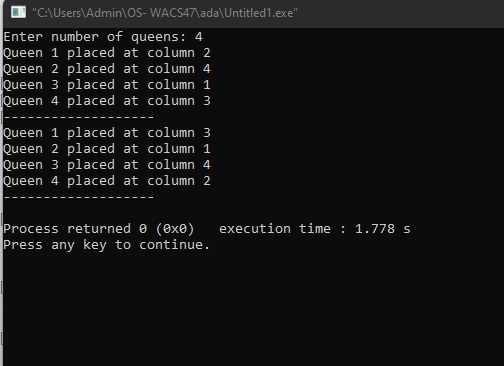 "C:\Users\Admin\OS- WACS47\ada\Untitled1.exe"
Enter number of queens: 4
Queen 1 placed at column 2
Queen 2 placed at column 4
Queen 3 placed at column 1
Queen 4 placed at column 3
-------------------
Queen 1 placed at column 3
Queen 2 placed at column 1
Queen 3 placed at column 4
Queen 4 placed at column 2
-------------------
Process returned 0 (0x0)   execution time : 1.778 s
Press any key to continue.